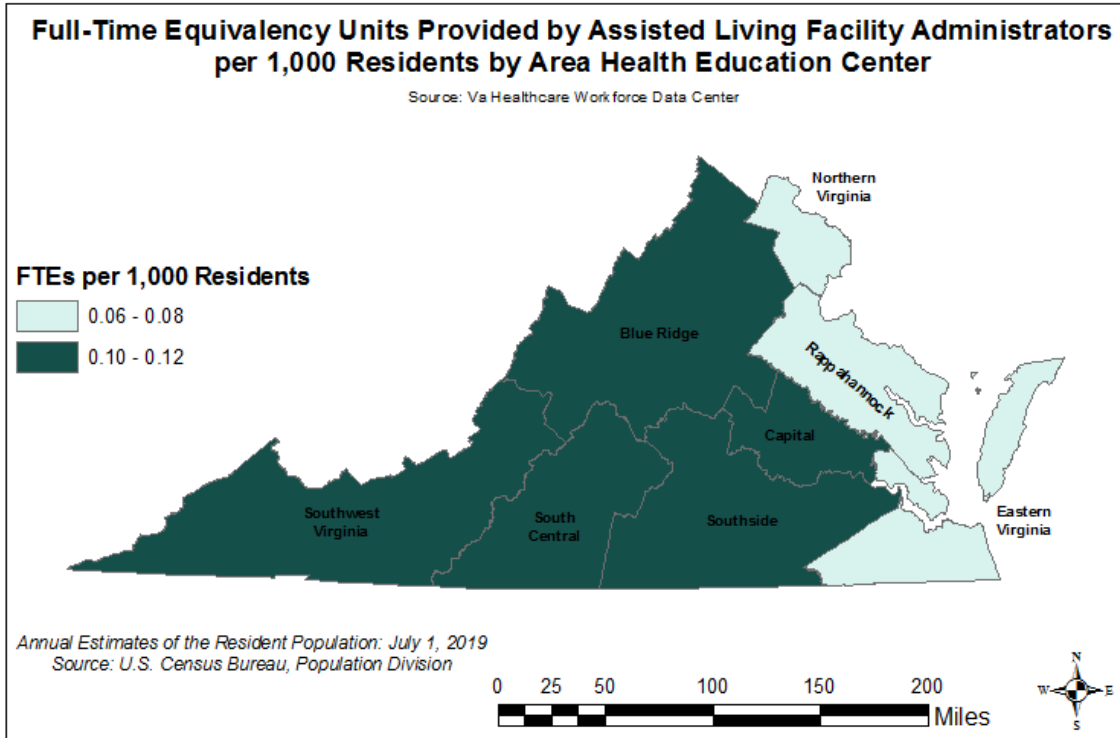 Full-Time Equivalency Units Provided by Assisted Living Facility Administrators
per 1,000 Residents by Area Health Education Center
Source: Va Healthcare Workforce Data Center
Northern
Virginia
FTEs per 1,000 Residents
0.06 - 0.08
0.10 - 0.12
Blue Ridge
Rappahannock
Capital
Southwest
Virginia
South
Central
Southside
Eastern
Virginia
Annual Estimates of the Resident Population: July 1, 2019
Source: U.S. Census Bureau, Population Division
0 25 50 100 150 200
Miles
N
W E
S